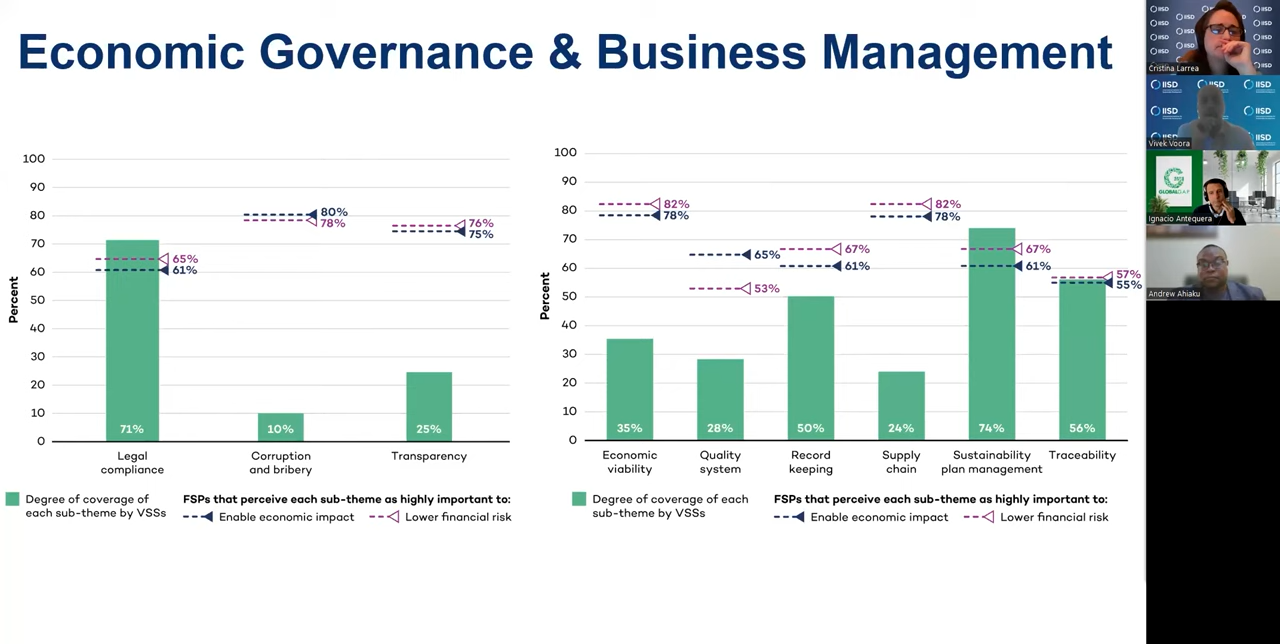 Economic Governance & Business Management
100
90
80
70
60
50
40
30
20
10
0
Percent
80%
78%
76%
75%
65%
61%
71%
10%
25%
Legal compliance
Corruption and bribery
Transparency
Degree of coverage of
each sub-theme by VSSs
FSPs that perceive each sub-theme as highly important to:
Enable economic impact
Lower financial risk
100
90
80
70
60
50
40
30
20
10
0
Percent
82%
78%
65%
53%
67%
61%
82%
78%
67%
61%
57%
55%
35%
28%
50%
24%
74%
56%
Economic viability
Quality system
Record keeping
Supply chain
Sustainability plan management
Traceability
Degree of coverage of each
sub-theme by VSSs
FSPs that perceive each sub-theme as highly important to:
Enable economic impact
Lower financial risk
IISD
Cristina Larrea
IISD
IISD
IISD
Vivek Voora
GLOBALG.A.P.
Ignacio Antequera
Andrew Ahiaku